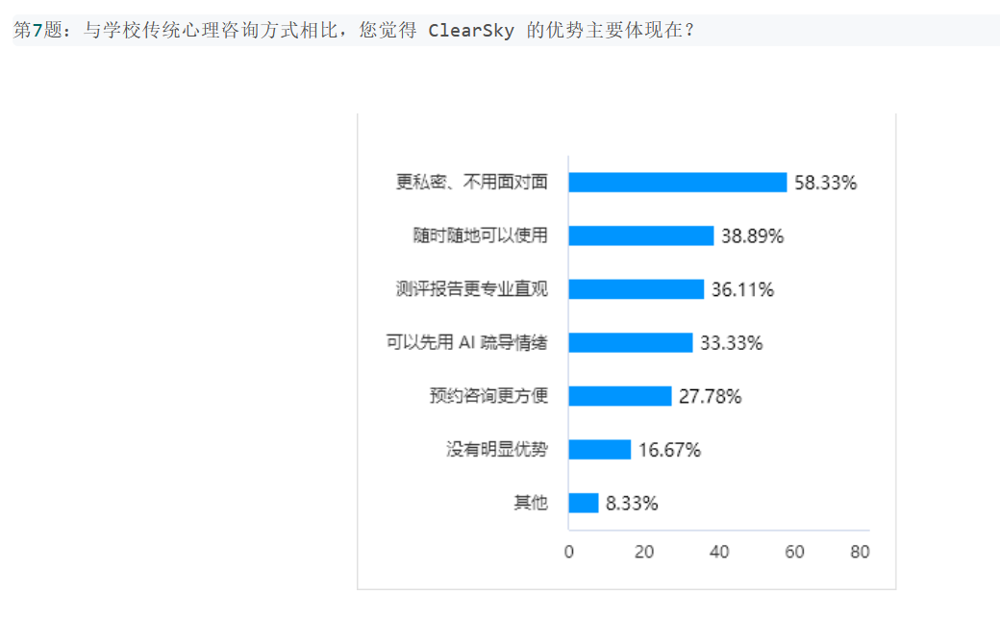 第7题：与学校传统心理咨询方式相比，您觉得 ClearSky 的优势主要体现在？
更私密、不用面对面 58.33%
随时随地可以使用 38.89%
测评报告更专业直观 36.11%
可以先用 AI 疏导情绪 33.33%
预约咨询更方便 27.78%
没有明显优势 16.67%
其他 8.33%
0 20 40 60 80